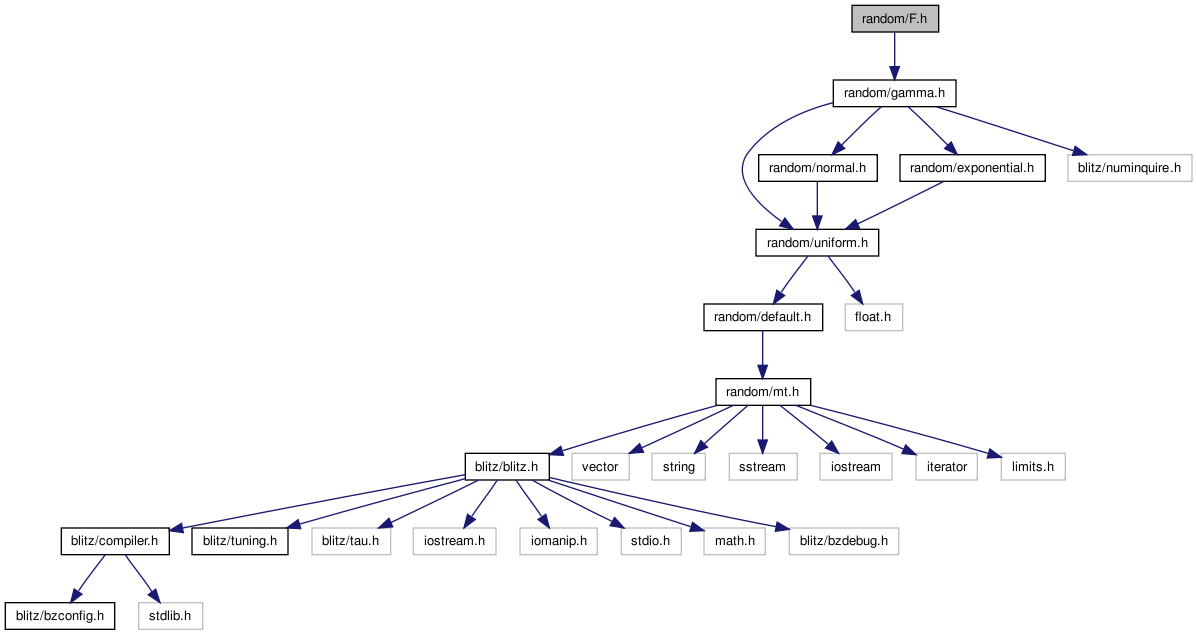 random/F.h
random/gamma.h
random/normal.h
random/exponential.h
blitz/numinquire.h
random/uniform.h
random/default.h
float.h
random/mt.h
blitz/blitz.h
vector
string
sstream
iostream
iterator
limits.h
blitz/compiler.h
blitz/tuning.h
blitz/tau.h
iostream.h
iomanip.h
stdio.h
math.h
blitz/bzdebug.h
blitz/bzconfig.h
stdlib.h